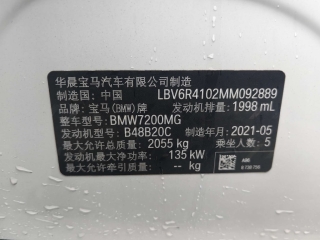 华晨宝马汽车有限公司制造
制造国：中国 LBV6R4102MM092889
品牌：宝马(BMW)牌 发动机排量：1998 mL
整车型号：BMW7200MG
发动机型号：B48B20C 制造年月：2021-05
最大允许总质量：2055 kg 乘坐人数：5
发动机最大净功率：135 kW
最大允许牵引质量：-- kg